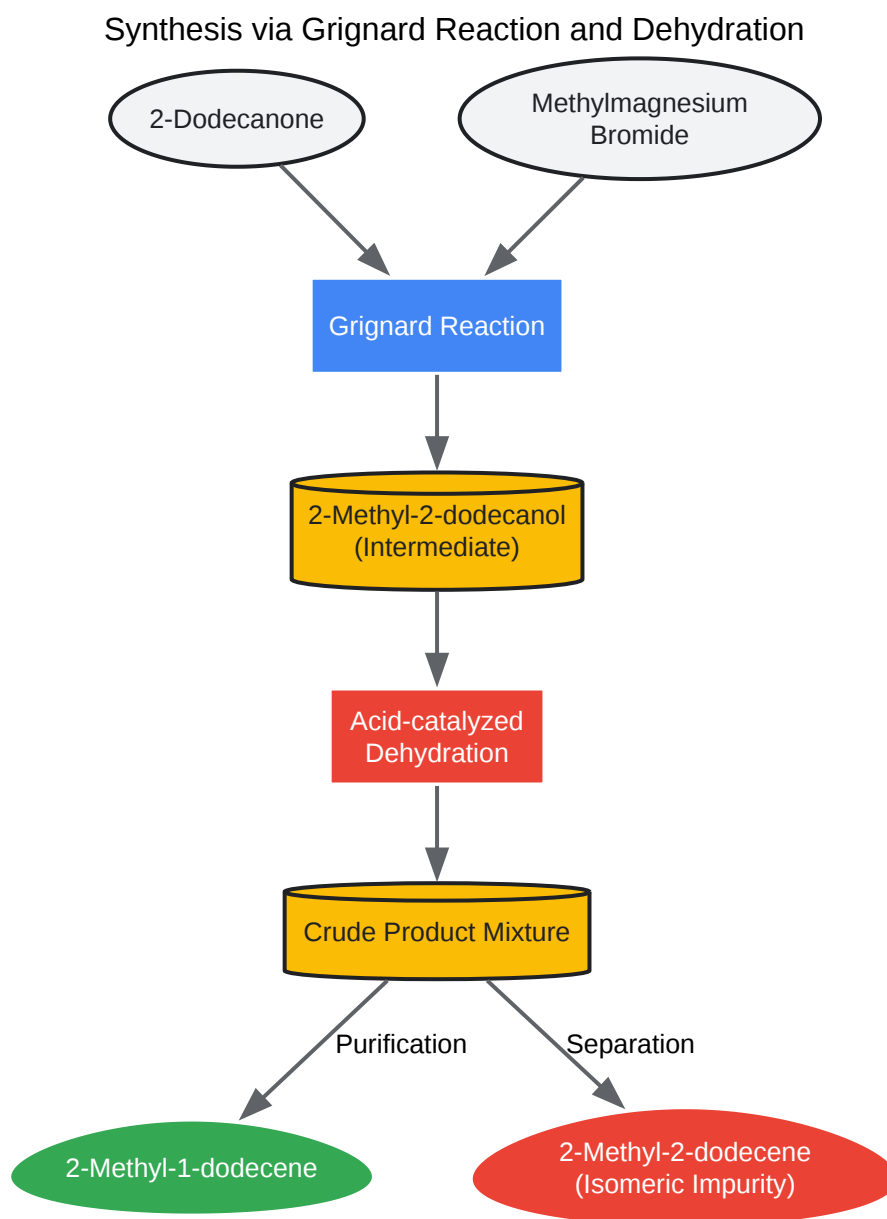 Synthesis via Grignard Reaction and Dehydration
2-Dodecanone
Methylmagnesium
Bromide
Grignard Reaction
2-Methyl-2-dodecanol
(Intermediate)
Acid-catalyzed
Dehydration
Crude Product Mixture
Purification
Separation
2-Methyl-1-dodecene
2-Methyl-2-dodecene
(Isomeric Impurity)